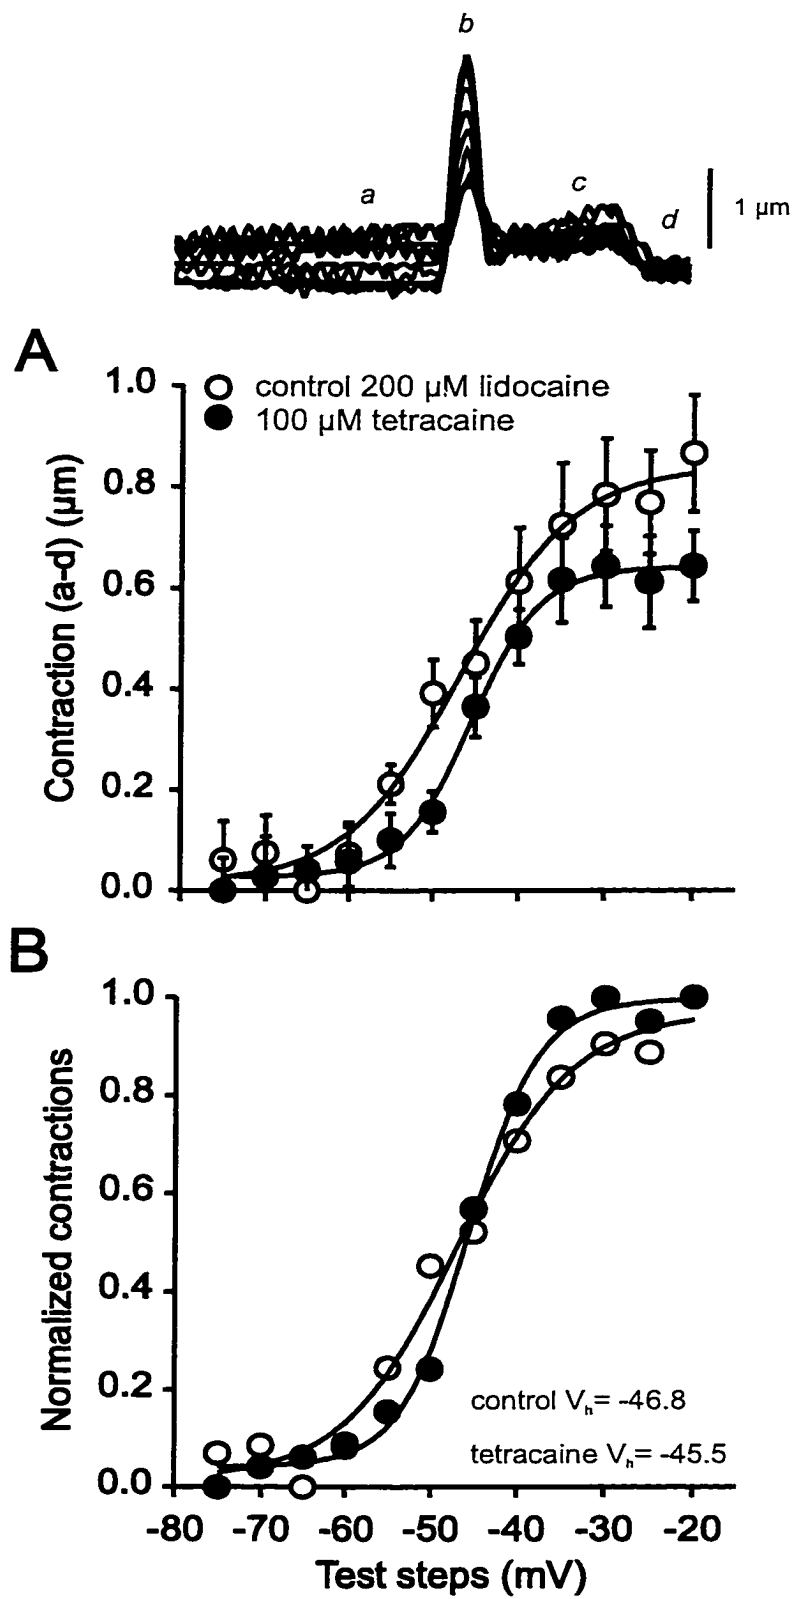 b
a
c
d
1 μm
A
1.0
control 200 μM lidocaine
100 μM tetracaine
0.8
0.6
0.4
0.2
0.0
Contraction (a-d) (μm)
B
1.0
0.8
0.6
0.4
0.2
0.0
Normalized contractions
control Vh= -46.8
tetracaine Vh= -45.5
-80 -70 -60 -50 -40 -30 -20
Test steps (mV)